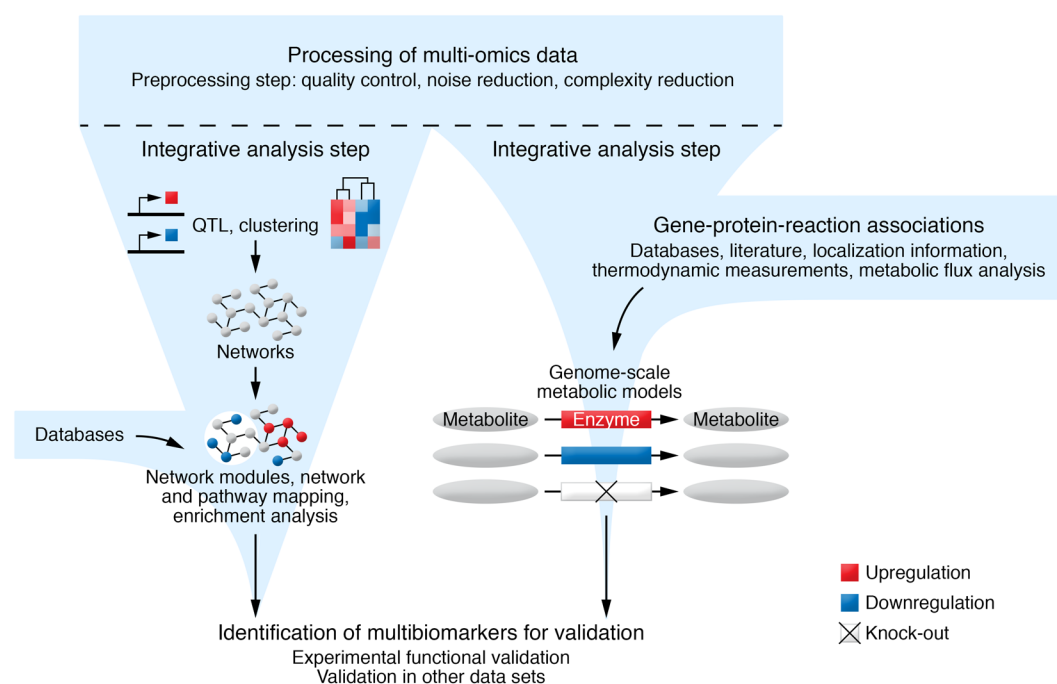 Processing of multi-omics data
Preprocessing step: quality control, noise reduction, complexity reduction
Integrative analysis step
QTL, clustering
Networks
Databases
Network modules, network
and pathway mapping,
enrichment analysis
Integrative analysis step
Gene-protein-reaction associations
Databases, literature, localization information,
thermodynamic measurements, metabolic flux analysis
Genome-scale
metabolic models
Metabolite
Enzyme
Metabolite
Identification of multibiomarkers for validation
Experimental functional validation
Validation in other data sets
Upregulation
Downregulation
Knock-out